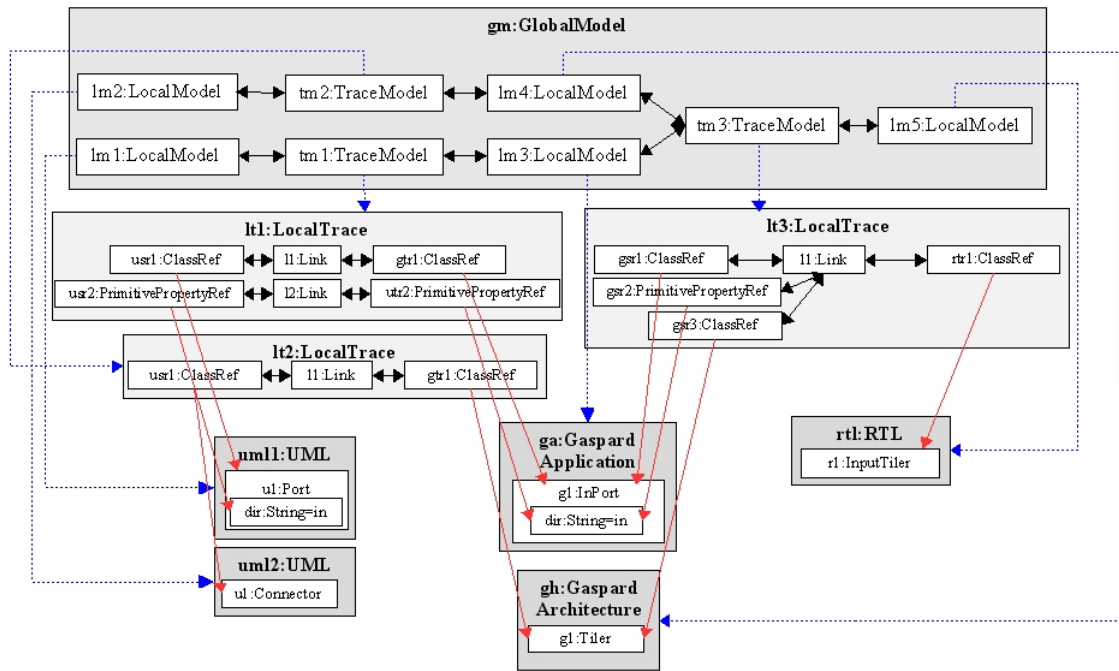 gm:GlobalModel
lm2:LocalModel
tm2:TraceModel
lm4:LocalModel
tm3:TraceModel
lm5:LocalModel
lm1:LocalModel
tm1:TraceModel
lm3:LocalModel
lt1:LocalTrace
usr1:ClassRef
l1:Link
gtr1:ClassRef
usr2:PrimitivePropertyRef
l2:Link
utr2:PrimitivePropertyRef
lt3:LocalTrace
gsr1:ClassRef
l1:Link
rtr1:ClassRef
gsr2:PrimitivePropertyRef
gsr3:ClassRef
lt2:LocalTrace
usr1:ClassRef
l1:Link
gtr1:ClassRef
uml1:UML
u1:Port
dir:String=in
ga:Gaspard
Application
g1:InPort
dir:String=in
rtl:RTL
r1:InputTiler
uml2:UML
u1:Connector
gh:Gaspard
Architecture
g1:Tiler